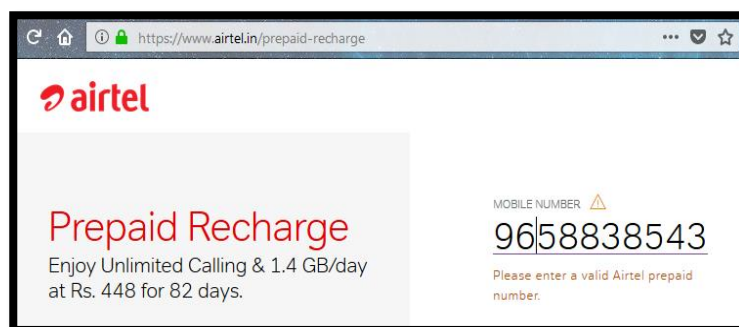 https://www.airtel.in/prepaid-recharge
airtel
Prepaid Recharge
Enjoy Unlimited Calling & 1.4 GB/day
at Rs. 448 for 82 days.
MOBILE NUMBER
9658838543
Please enter a valid Airtel prepaid
number.